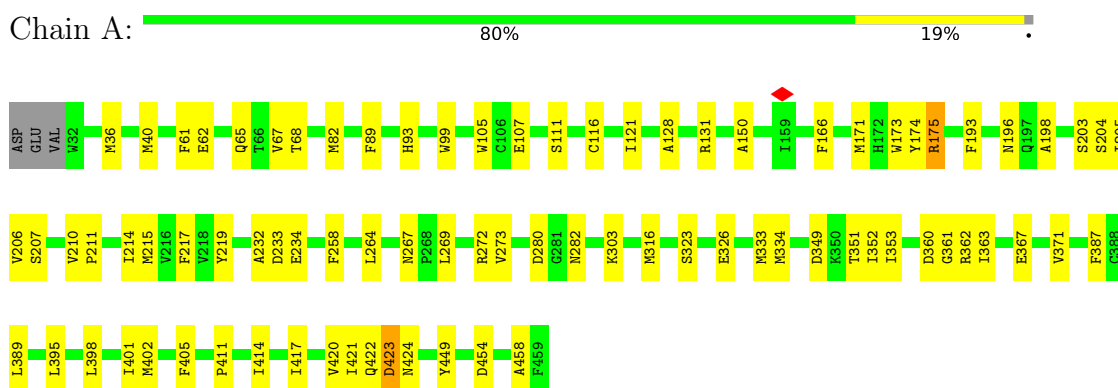 Chain A:
80% 19% •
ASP GLU VAL W32 M36 M40 F61 E62 Q65 T66 V67 T68 M82 F89 H93 W99 W105 C106 E107 S111 C116 I121 A128 R131 A150 I159 F166 M171 H172 W173 Y174 R175 F193 N196 Q197 A198 S203 S204
V206 S207 V210 P211 I214 M215 V216 F217 V218 Y219 A232 D233 E234 F258 L264 N267 P268 L269 R272 V273 D280 G281 N282 K303 M316 S323 E326 M333 M334 D349 K350 T351 I352 I353 D360 G361 R362 I363 E367 V371 F387 C388
L389 L395 L398 I401 M402 F405 P411 I414 I417 V420 I421 Q422 D423 N424 Y449 D454 A458 F459